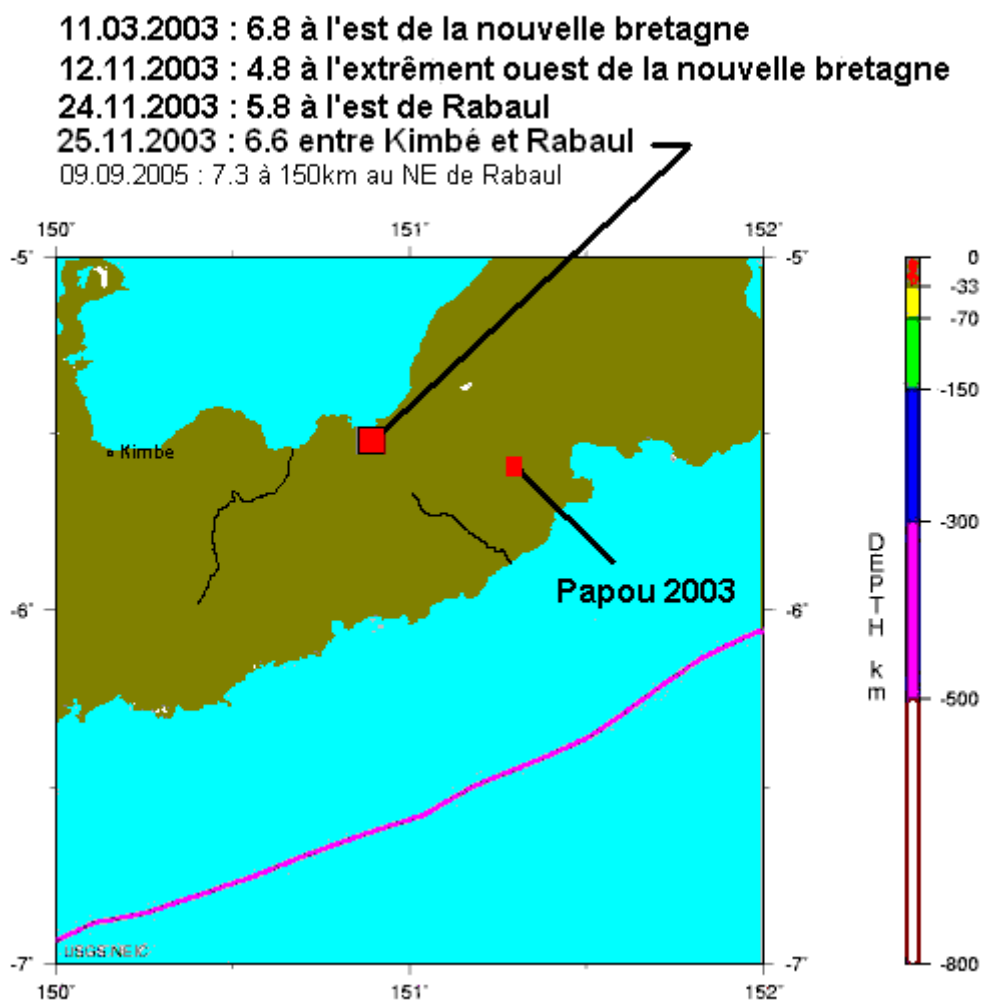 11.03.2003 : 6.8 à l'est de la nouvelle bretagne
12.11.2003 : 4.8 à l'extrêment ouest de la nouvelle bretagne
24.11.2003 : 5.8 à l'est de Rabaul
25.11.2003 : 6.6 entre Kimbé et Rabaul
09.09.2005 : 7.3 à 150km au NE de Rabaul
150° 151° 152°
-5° -5°
0
-33
-70
-150
Kimbe
-300
DEPTH km
Papou 2003
-6° -6°
-500
USGS NEIC
-7° -7°
-800
150° 151° 152°